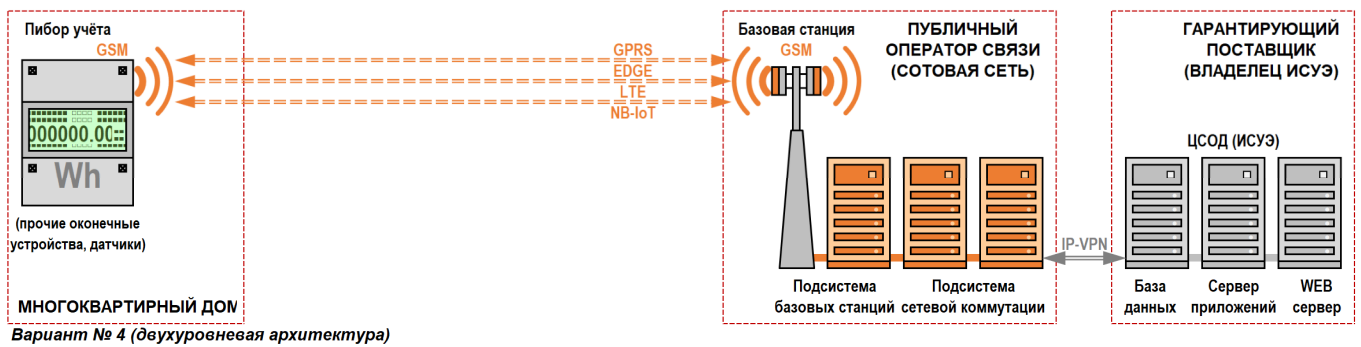 Пибор учёта
GSM
000000.00
Wh
(прочие оконечные
устройства, датчики)
МНОГОКВАРТИРНЫЙ ДОМ
GPRS
EDGE
LTE
NB-IoT
Базовая станция
GSM
ПУБЛИЧНЫЙ
ОПЕРАТОР СВЯЗИ
(СОТОВАЯ СЕТЬ)
Подсистема
базовых станций
Подсистема
сетевой коммутации
IP-VPN
ГАРАНТИРУЮЩИЙ
ПОСТАВЩИК
(ВЛАДЕЛЕЦ ИСУЭ)
ЦСОД (ИСУЭ)
База
данных
Сервер
приложений
WEB
сервер
Вариант № 4 (двухуровневая архитектура)